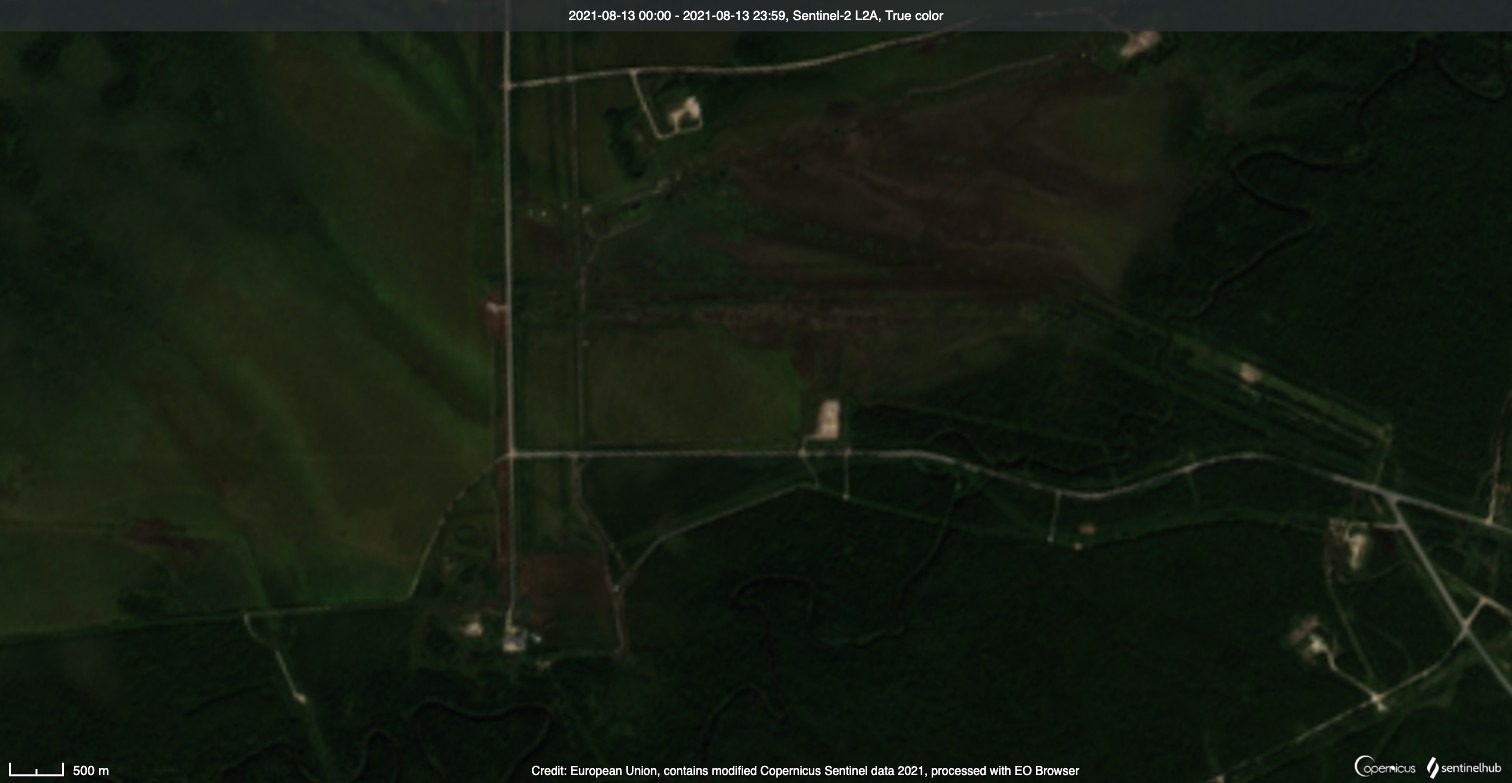 2021-08-13 00:00 - 2021-08-13 23:59, Sentinel-2 L2A, True color
500 m
Credit: European Union, contains modified Copernicus Sentinel data 2021, processed with EO Browser
opernicus
sentinelhub